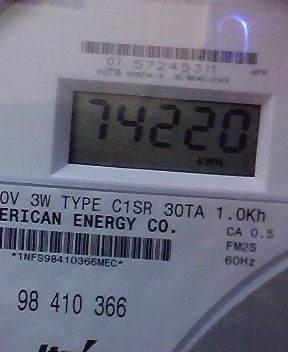 07 57245311
74220
kWh
0V 3W TYPE C1SR 30TA 1.0Kh
ERICAN ENERGY CO.
CA 0.5
FM2S
*1NFS98410366MEC*
60Hz
98 410 366